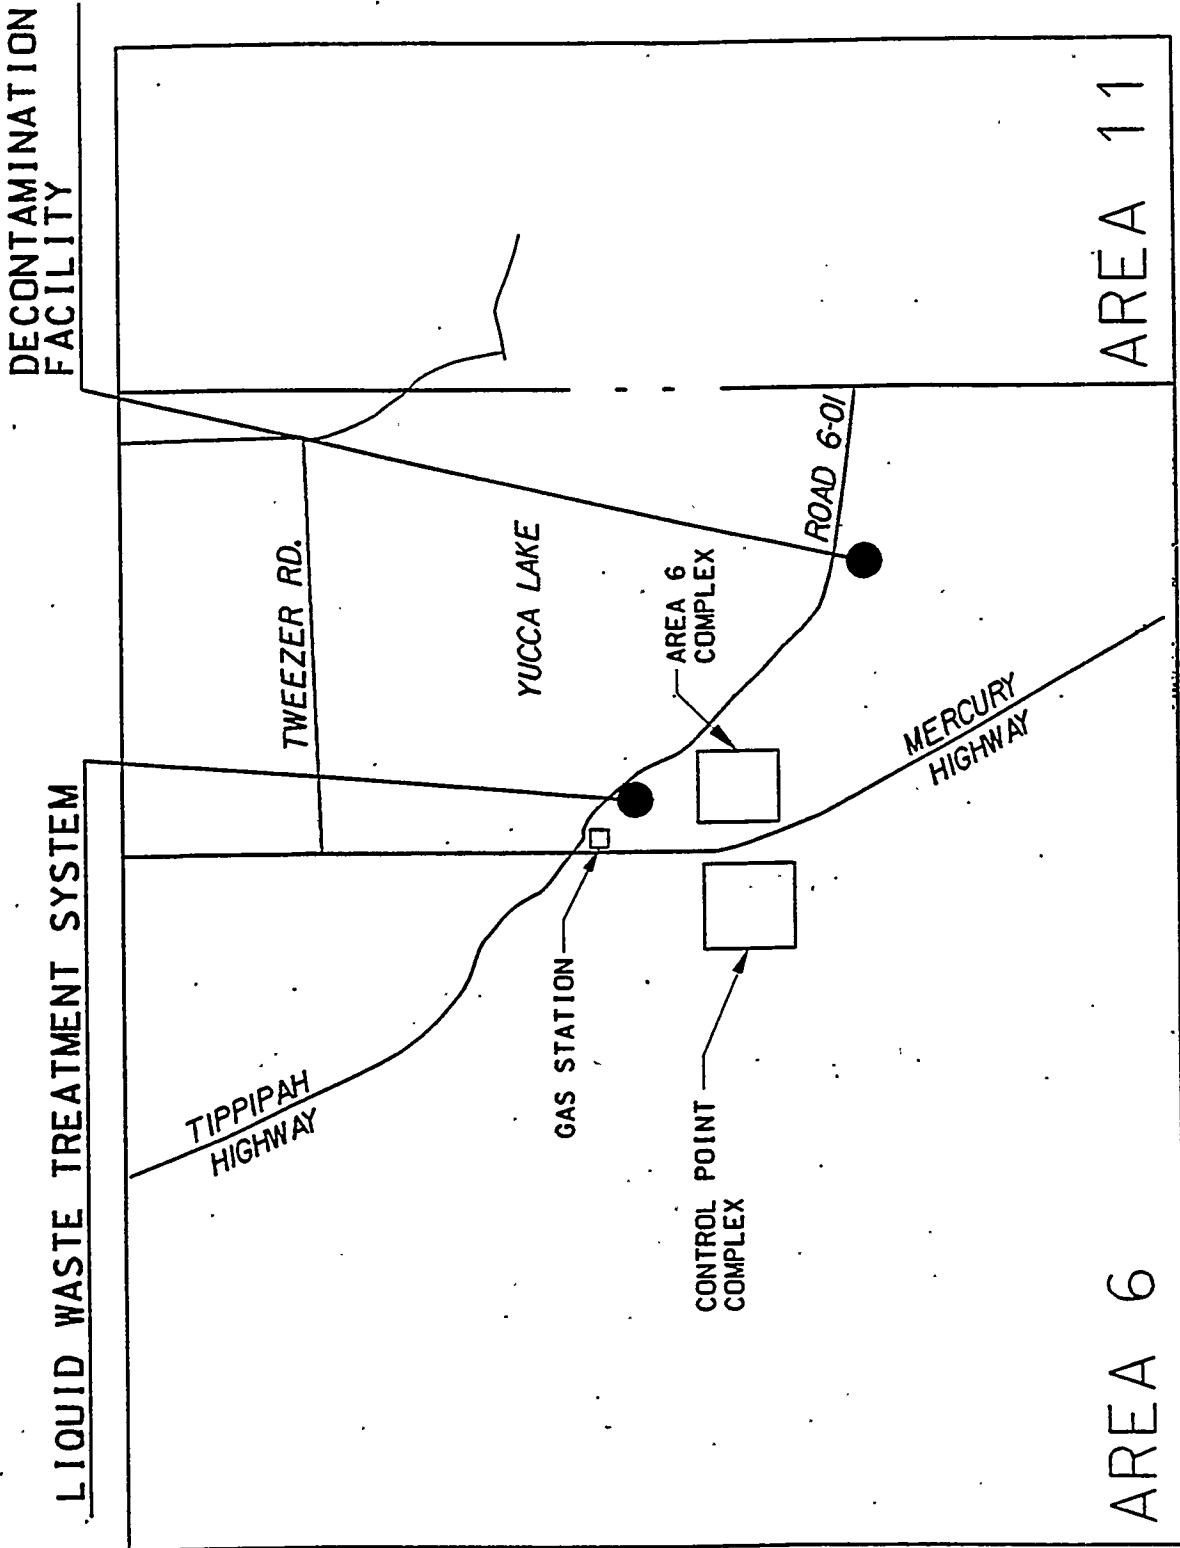 LIQUID WASTE TREATMENT SYSTEM
DECONTAMINATION
FACILITY
TIPPIPAH
HIGHWAY
TWEEZER RD.
YUCCA LAKE
GAS STATION
AREA 6
COMPLEX
ROAD 6-01
CONTROL POINT
COMPLEX
MERCURY
HIGHWAY
AREA 6
AREA 11